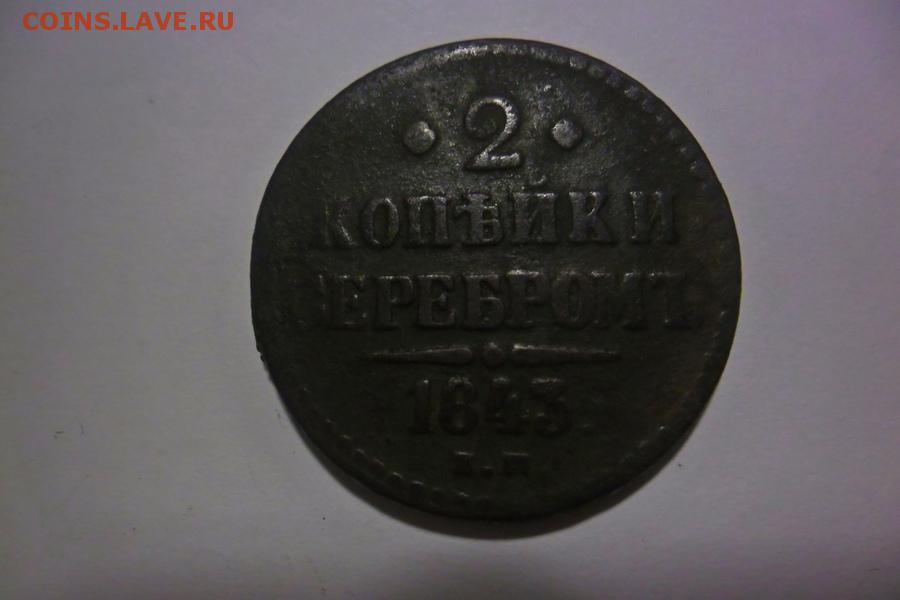 COINS.LAVE.RU
2
КОПѢЙКИ
СЕРЕБРОМЪ.
1843